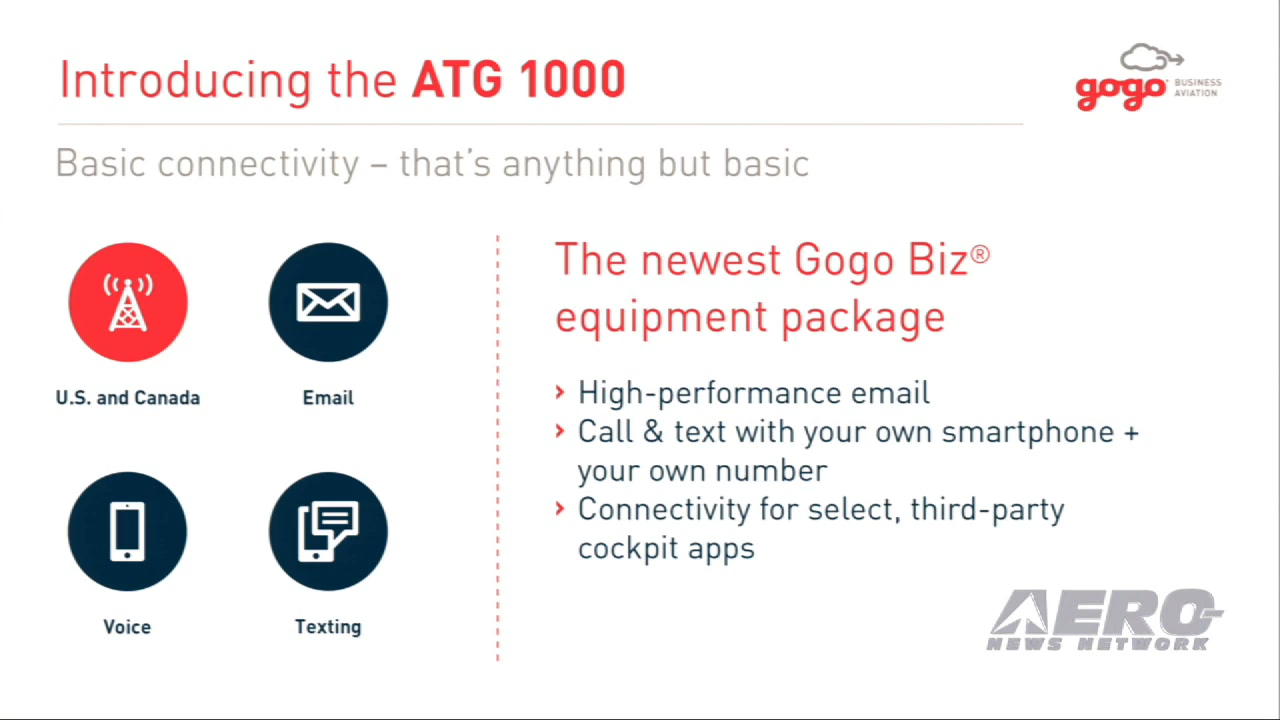 Introducing the ATG 1000
gogo BUSINESS
AVIATION
Basic connectivity – that's anything but basic
U.S. and Canada
Email
Voice
Texting
The newest Gogo Biz®
equipment package
› High-performance email
› Call & text with your own smartphone +
your own number
› Connectivity for select, third-party
cockpit apps
AERO
NEWS NETWORK